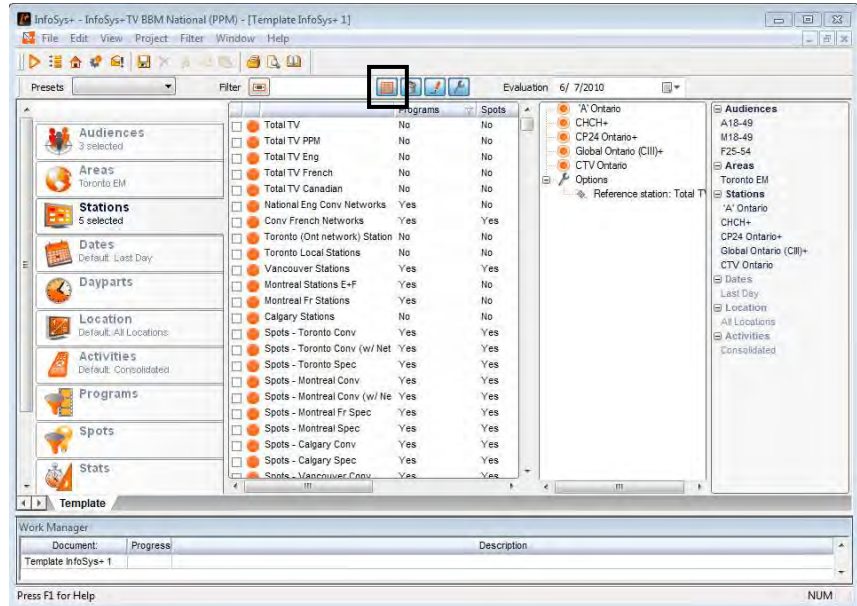 InfoSys+ - InfoSys+TV BBM National (PPM) - [Template InfoSys+ 1]
File Edit View Project Filter Window Help
Presets
Filter
Evaluation 6/ 7/2010
Audiences
3 selected
Areas
Toronto EM
Stations
5 selected
Dates
Default: Last Day
Dayparts
Location
Default: All Locations
Activities
Default: Consolidated
Programs
Spots
Stats
Programs Spots
Total TV No No
Total TV PPM No No
Total TV Eng No No
Total TV French No No
Total TV Canadian No No
National Eng Conv Networks Yes No
Conv French Networks Yes Yes
Toronto (Ont network) Station No No
Toronto Local Stations No No
Vancouver Stations Yes Yes
Montreal Stations E+F Yes No
Montreal Fr Stations Yes No
Calgary Stations No No
Spots - Toronto Conv Yes Yes
Spots - Toronto Conv (w/ Net Yes Yes
Spots - Toronto Spec Yes Yes
Spots - Montreal Conv Yes Yes
Spots - Montreal Conv (w/ Ne Yes Yes
Spots - Montreal Fr Spec Yes Yes
Spots - Montreal Spec Yes Yes
Spots - Calgary Conv Yes Yes
Spots - Calgary Spec Yes Yes
Spots - Vancouver Conv Yes Yes
'A' Ontario
CHCH+
CP24 Ontario+
Global Ontario (CIII)+
CTV Ontario
Options
Reference station: Total TV
Audiences
A18-49
M18-49
F25-54
Areas
Toronto EM
Stations
'A' Ontario
CHCH+
CP24 Ontario+
Global Ontario (CIII)+
CTV Ontario
Dates
Last Day
Location
All Locations
Activities
Consolidated
Template
Work Manager
Document: Progress Description
Template InfoSys+ 1
Press F1 for Help
NUM